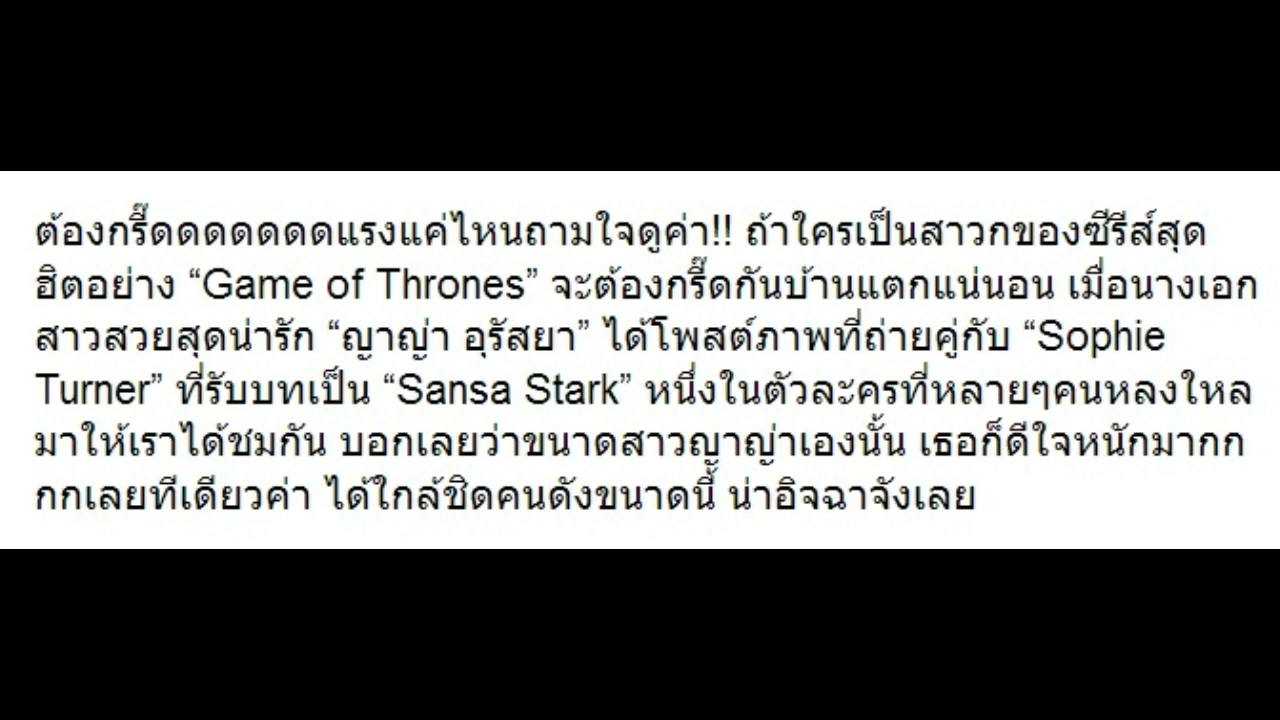 ต้องกรี๊ดดดดดดดแรงแค่ไหนถามใจดูค่า!! ถ้าใครเป็นสาวกของซีรีส์สุด
ฮิตอย่าง “Game of Thrones” จะต้องกรี๊ดกันบ้านแตกแน่นอน เมื่อนางเอก
สาวสวยสุดน่ารัก “ญาญ่า อุรัสยา” ได้โพสต์ภาพที่ถ่ายคู่กับ “Sophie
Turner” ที่รับบทเป็น “Sansa Stark” หนึ่งในตัวละครที่หลายๆคนหลงใหล
มาให้เราได้ชมกัน บอกเลยว่าขนาดสาวญาญ่าเองนั้น เธอก็ดีใจหนักมากก
กกเลยทีเดียวค่า ได้ใกล้ชิดคนดังขนาดนี้ น่าอิจฉาจังเลย